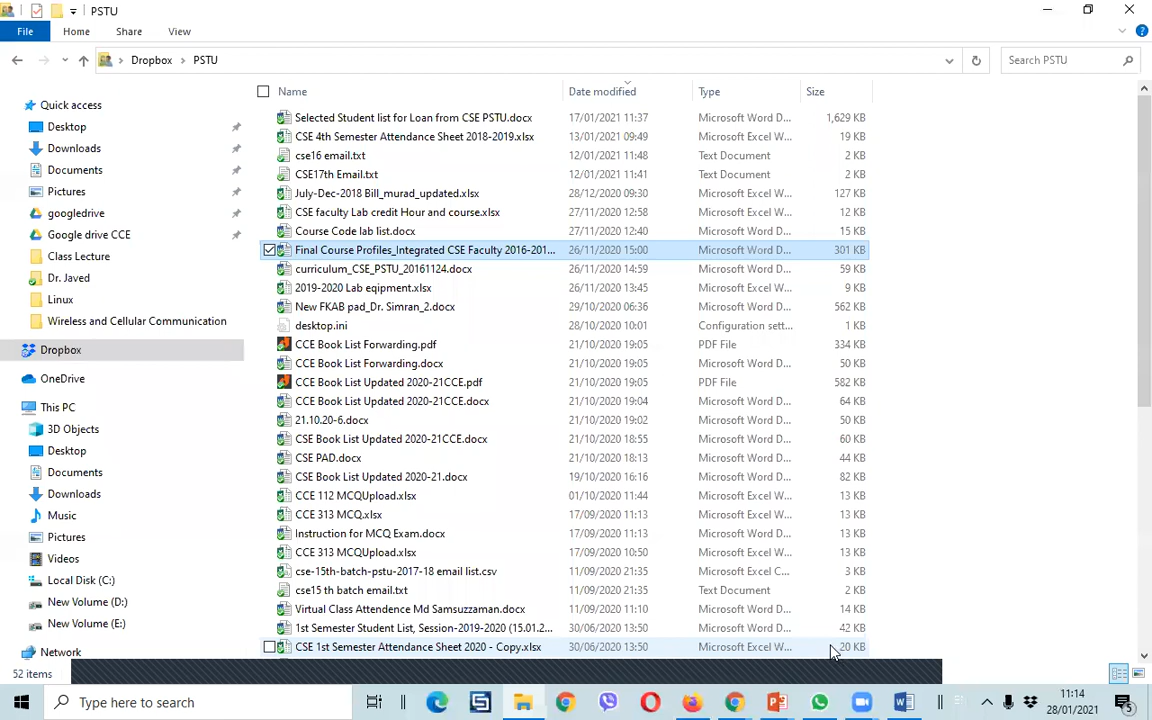 PSTU
File Home Share View
Dropbox PSTU Search PSTU
Name Date modified Type Size
Quick access
Desktop
Downloads
Documents
Pictures
googledrive
Google drive CCE
Class Lecture
Dr. Javed
Linux
Wireless and Cellular Communication
Dropbox
OneDrive
This PC
3D Objects
Desktop
Documents
Downloads
Music
Pictures
Videos
Local Disk (C:)
New Volume (D:)
New Volume (E:)
Network
Selected Student list for Loan from CSE PSTU.docx 17/01/2021 11:37 Microsoft Word D... 1,629 KB
CSE 4th Semester Attendance Sheet 2018-2019.xlsx 13/01/2021 09:49 Microsoft Excel W... 19 KB
cse16 email.txt 12/01/2021 11:48 Text Document 2 KB
CSE17th Email.txt 12/01/2021 11:41 Text Document 2 KB
July-Dec-2018 Bill_murad_updated.xlsx 28/12/2020 09:30 Microsoft Excel W... 127 KB
CSE faculty Lab credit Hour and course.xlsx 27/11/2020 12:58 Microsoft Excel W... 12 KB
Course Code lab list.docx 27/11/2020 12:40 Microsoft Word D... 15 KB
Final Course Profiles_Integrated CSE Faculty 2016-201... 26/11/2020 15:00 Microsoft Word D... 301 KB
curriculum_CSE_PSTU_20161124.docx 26/11/2020 14:59 Microsoft Word D... 59 KB
2019-2020 Lab eqipment.xlsx 26/11/2020 13:45 Microsoft Excel W... 9 KB
New FKAB pad_Dr. Simran_2.docx 29/10/2020 06:36 Microsoft Word D... 562 KB
desktop.ini 28/10/2020 10:01 Configuration sett... 1 KB
CCE Book List Forwarding.pdf 21/10/2020 19:05 PDF File 334 KB
CCE Book List Forwarding.docx 21/10/2020 19:05 Microsoft Word D... 50 KB
CCE Book List Updated 2020-21CCE.pdf 21/10/2020 19:05 PDF File 582 KB
CCE Book List Updated 2020-21CCE.docx 21/10/2020 19:04 Microsoft Word D... 64 KB
21.10.20-6.docx 21/10/2020 19:02 Microsoft Word D... 50 KB
CSE Book List Updated 2020-21CCE.docx 21/10/2020 18:55 Microsoft Word D... 60 KB
CSE PAD.docx 21/10/2020 18:13 Microsoft Word D... 44 KB
CSE Book List Updated 2020-21.docx 19/10/2020 16:16 Microsoft Word D... 82 KB
CCE 112 MCQUpload.xlsx 01/10/2020 11:44 Microsoft Excel W... 13 KB
CCE 313 MCQ.xlsx 17/09/2020 11:13 Microsoft Excel W... 13 KB
Instruction for MCQ Exam.docx 17/09/2020 11:13 Microsoft Word D... 13 KB
CCE 313 MCQUpload.xlsx 17/09/2020 10:50 Microsoft Excel W... 13 KB
cse-15th-batch-pstu-2017-18 email list.csv 11/09/2020 21:35 Microsoft Excel C... 3 KB
cse15 th batch email.txt 11/09/2020 21:35 Text Document 2 KB
Virtual Class Attendence Md Samsuzzaman.docx 11/09/2020 11:10 Microsoft Word D... 14 KB
1st Semester Student List, Session-2019-2020 (15.01.2... 30/06/2020 13:50 Microsoft Word D... 42 KB
CSE 1st Semester Attendance Sheet 2020 - Copy.xlsx 30/06/2020 13:50 Microsoft Excel W... 20 KB
52 items
Type here to search
11:14
28/01/2021
5